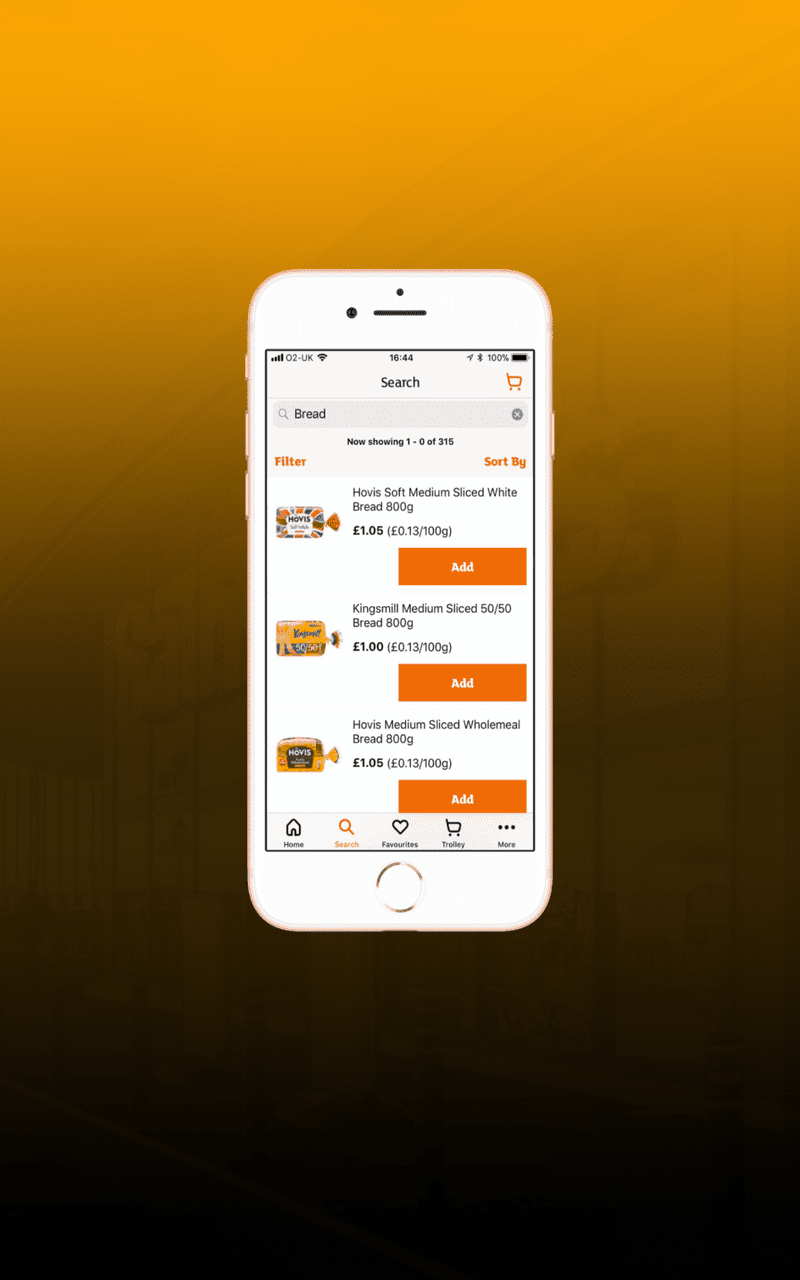 O2-UK
16:44
100%
Search
Bread
Now showing 1 - 0 of 315
Filter
Sort By
Hovis Soft Medium Sliced White
Bread 800g
£1.05 (£0.13/100g)
HOVIS
Add
Kingsmill Medium Sliced 50/50
Bread 800g
£1.00 (£0.13/100g)
Kingsmill
50/50
Add
Hovis Medium Sliced Wholemeal
Bread 800g
£1.05 (£0.13/100g)
HOVIS
Add
Home
Search
Favourites
Trolley
More